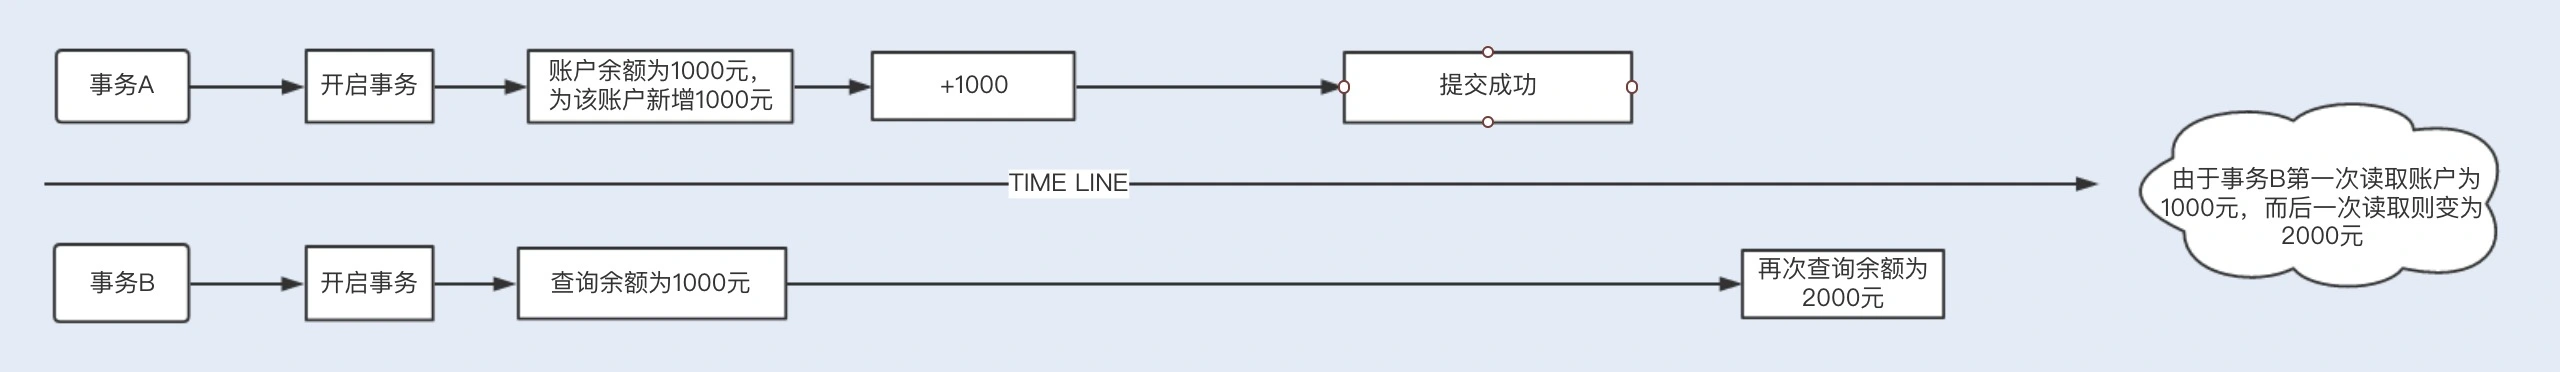 事务A
开启事务
账户余额为1000元，
为该账户新增1000元
+1000
提交成功
TIME LINE
事务B
开启事务
查询余额为1000元
再次查询余额为
2000元
由于事务B第一次读取账户为
1000元，而后一次读取则变为
2000元